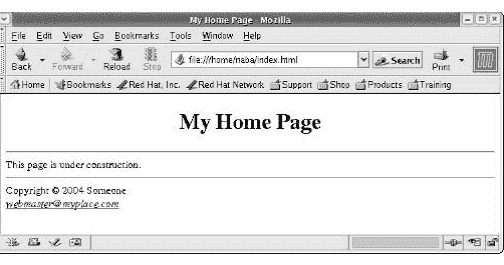 My Home Page - Mozilla
File Edit View Go Bookmarks Tools Window Help
Back Forward Reload Stop file:///home/naba/index.html Search Print
Home Bookmarks Red Hat, Inc. Red Hat Network Support Shop Products Training
My Home Page
This page is under construction.
Copyright © 2004 Someone
webmaster@myplace.com